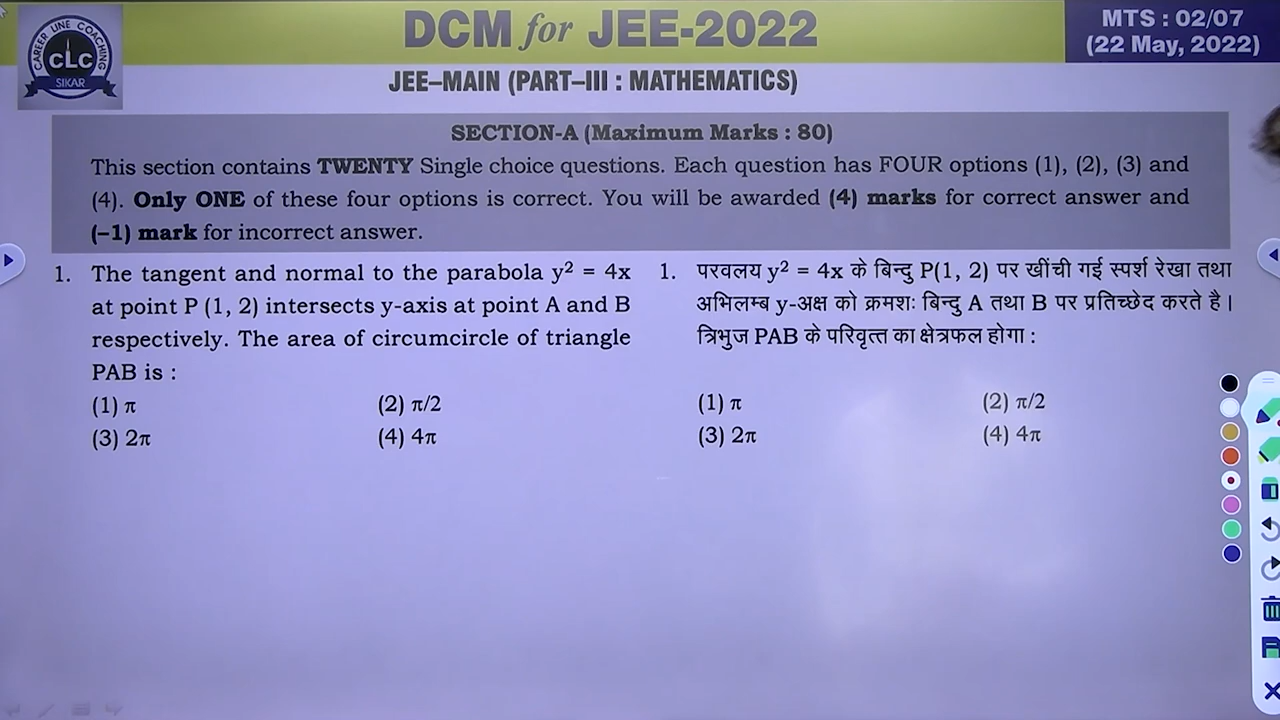 DCM for JEE-2022
MTS : 02/07
(22 May, 2022)
CAREER LINE COACHING
CLC
SIKAR
JEE–MAIN (PART–III : MATHEMATICS)
SECTION-A (Maximum Marks : 80)
This section contains TWENTY Single choice questions. Each question has FOUR options (1), (2), (3) and
(4). Only ONE of these four options is correct. You will be awarded (4) marks for correct answer and
(–1) mark for incorrect answer.
1. The tangent and normal to the parabola y² = 4x
at point P (1, 2) intersects y-axis at point A and B
respectively. The area of circumcircle of triangle
PAB is :
(1) π (2) π/2
(3) 2π (4) 4π
1. परवलय y² = 4x के बिन्दु P(1, 2) पर खींची गई स्पर्श रेखा तथा
अभिलम्ब y-अक्ष को क्रमशः बिन्दु A तथा B पर प्रतिच्छेद करते है।
त्रिभुज PAB के परिवृत्त का क्षेत्रफल होगा :
(1) π (2) π/2
(3) 2π (4) 4π